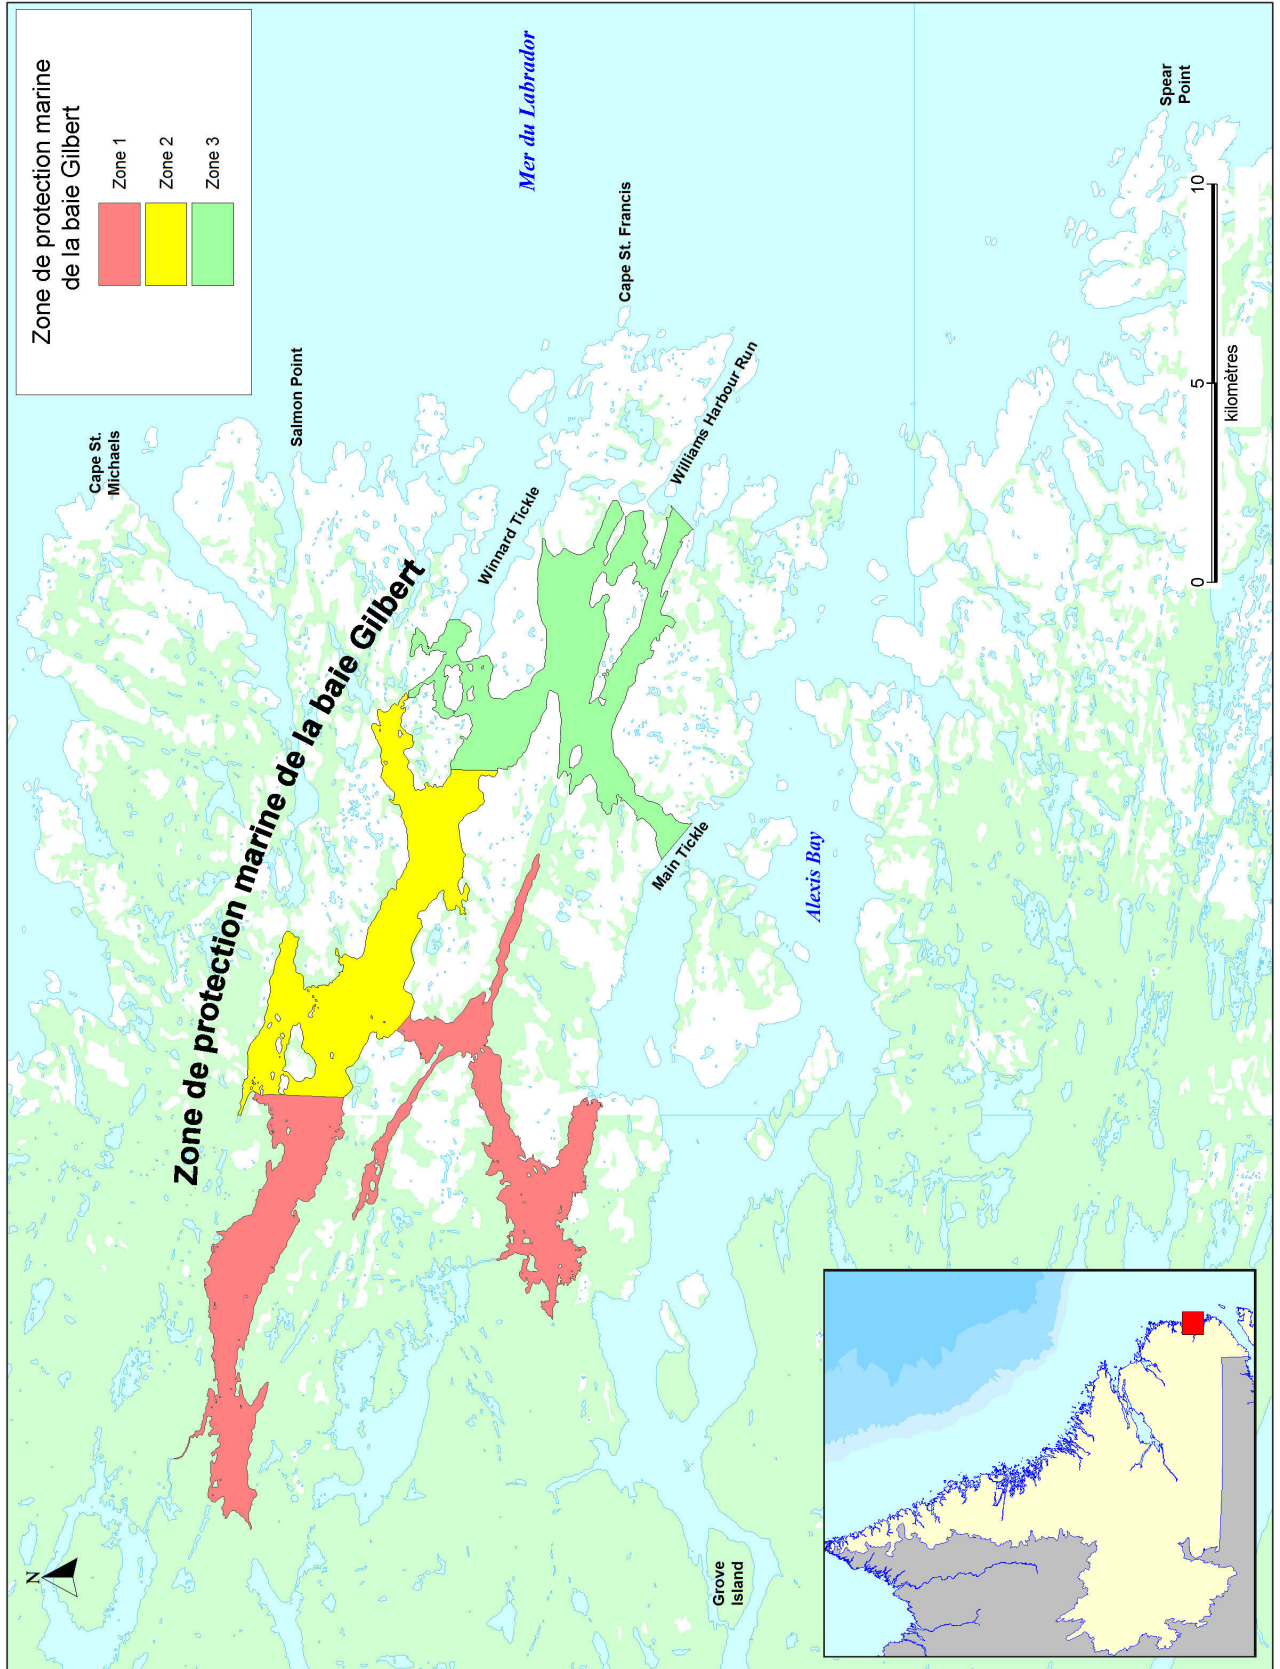 Zone de protection marine
de la baie Gilbert
Zone 1
Zone 2
Zone 3
N
Cape St.
Michaels
Salmon Point
Zone de protection marine de la baie Gilbert
Mer du Labrador
Winnard Tickle
Cape St. Francis
Williams Harbour Run
Main Tickle
Alexis Bay
Grove
Island
Spear
Point
0 5 10
kilomètres